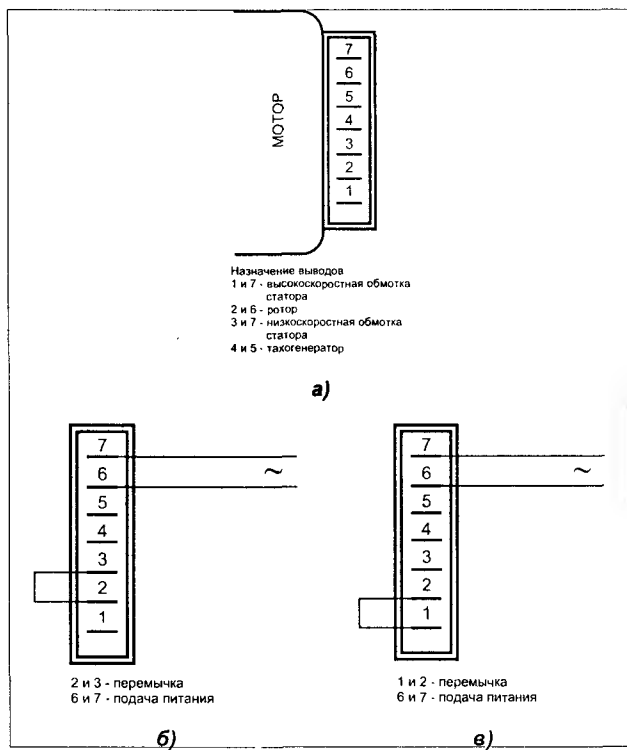 МОТОР
7
6
5
4
3
2
1
Назначение выводов
1 и 7 - высокоскоростная обмотка
статора
2 и 6 - ротор
3 и 7 - низкоскоростная обмотка
статора
4 и 5 - тахогенератор
а)
7
6
5
4
3
2
1
~
2 и 3 - перемычка
6 и 7 - подача питания
б)
7
6
5
4
3
2
1
~
1 и 2 - перемычка
6 и 7 - подача питания
в)